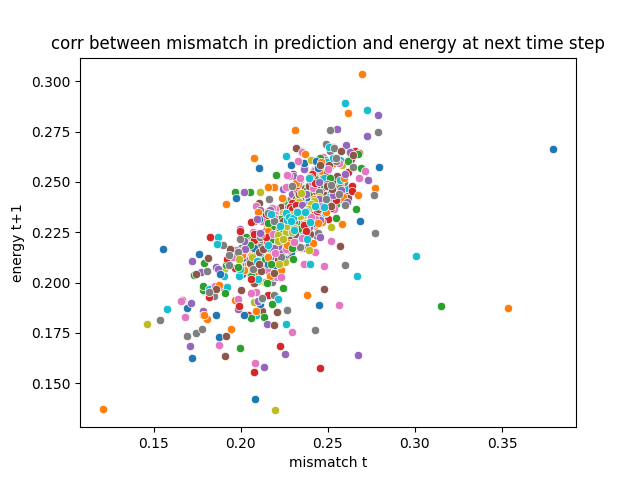 corr between mismatch in prediction and energy at next time step
energy t+1
0.300
0.275
0.250
0.225
0.200
0.175
0.150
0.15 0.20 0.25 0.30 0.35
mismatch t